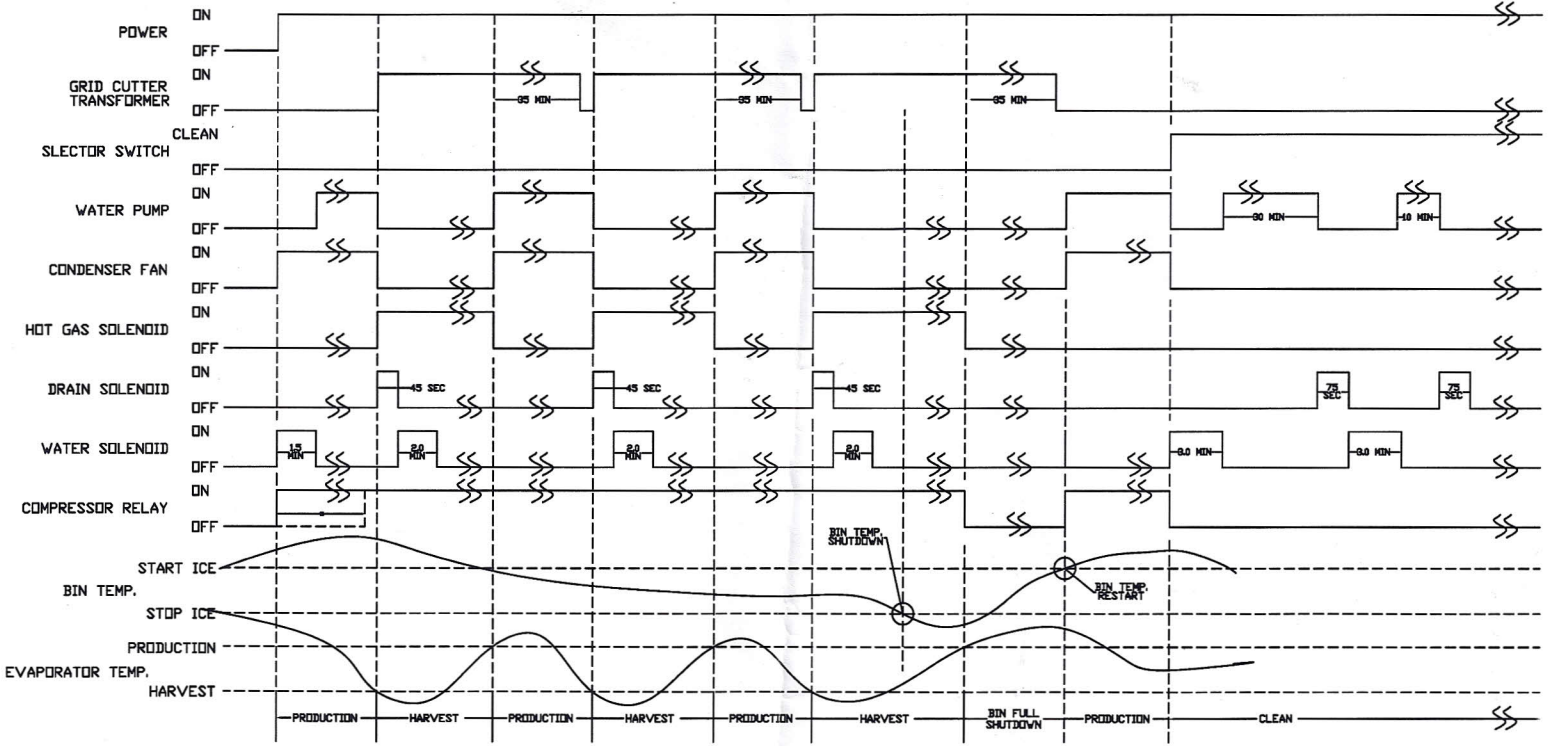 ON
POWER
OFF
ON
GRID CUTTER
TRANSFORMER
OFF
35 MIN
35 MIN
35 MIN
CLEAN
SLECTOR SWITCH
OFF
ON
WATER PUMP
OFF
30 MIN
10 MIN
ON
CONDENSER FAN
OFF
ON
HOT GAS SOLENOID
OFF
ON
DRAIN SOLENOID
OFF
45 SEC
45 SEC
45 SEC
75
SEC
75
SEC
ON
WATER SOLENOID
OFF
1.5
MIN
2.0
MIN
2.0
MIN
2.0
MIN
3.0 MIN
3.0 MIN
ON
COMPRESSOR RELAY
OFF
BIN TEMP.
SHUTDOWN
START ICE
BIN TEMP.
STOP ICE
BIN TEMP.
RESTART
PRODUCTION
EVAPORATOR TEMP.
HARVEST
PRODUCTION
HARVEST
PRODUCTION
HARVEST
PRODUCTION
HARVEST
BIN FULL
SHUTDOWN
PRODUCTION
CLEAN